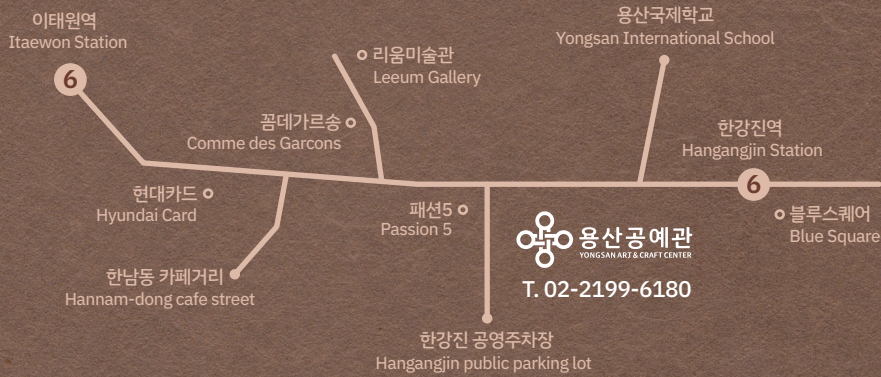 이태원역
Itaewon Station
6
용산국제학교
Yongsan International School
리움미술관
Leeum Gallery
꼼데가르송
Comme des Garcons
한강진역
Hangangjin Station
6
현대카드
Hyundai Card
패션5
Passion 5
블루스퀘어
Blue Square
용산공예관
YONGSAN ART & CRAFT CENTER
T. 02-2199-6180
한남동 카페거리
Hannam-dong cafe street
한강진 공영주차장
Hangangjin public parking lot